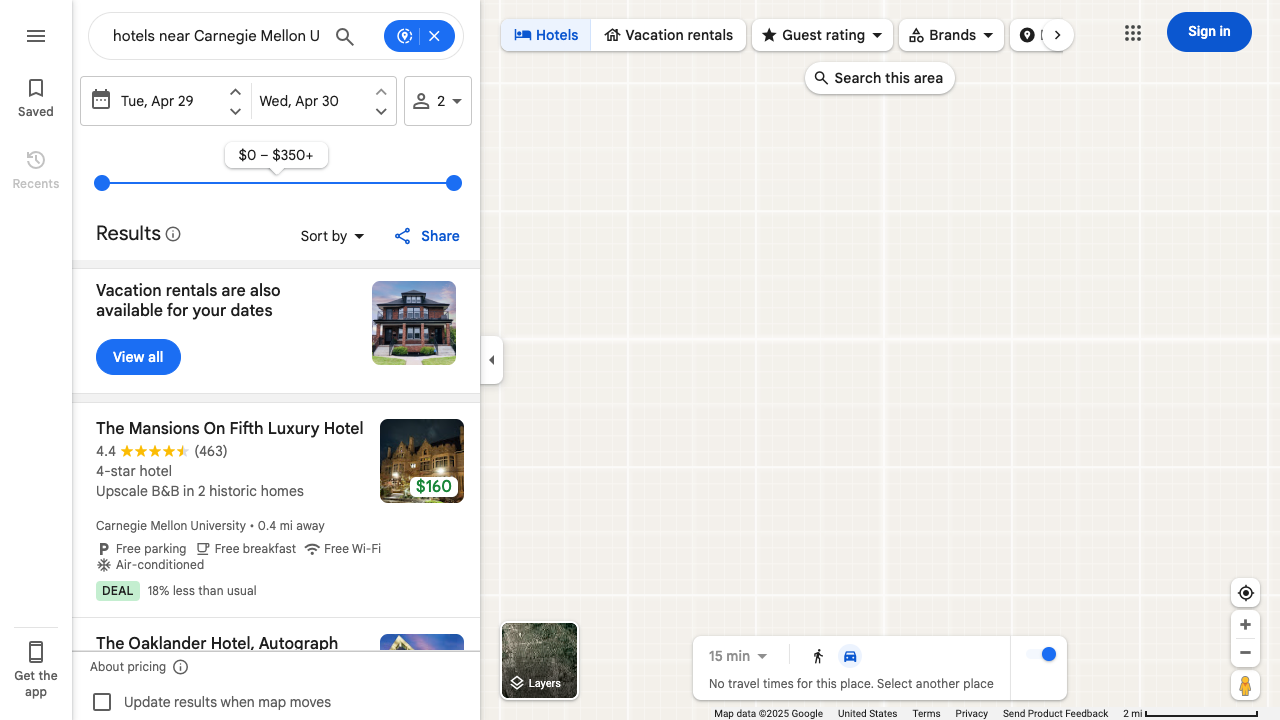 hotels near Carnegie Mellon U
Saved
Recents
Get the
app
Tue, Apr 29
Wed, Apr 30
2
$0 – $350+
Results
Sort by
Share
Vacation rentals are also
available for your dates
View all
The Mansions On Fifth Luxury Hotel
4.4 (463)
4-star hotel
Upscale B&B in 2 historic homes
$160
Carnegie Mellon University • 0.4 mi away
Free parking Free breakfast Free Wi-Fi
Air-conditioned
DEAL 18% less than usual
The Oaklander Hotel, Autograph
About pricing
Update results when map moves
Hotels
Vacation rentals
Guest rating
Brands
Sign in
Search this area
Layers
15 min
No travel times for this place. Select another place
Map data ©2025 Google United States Terms Privacy Send Product Feedback 2 mi